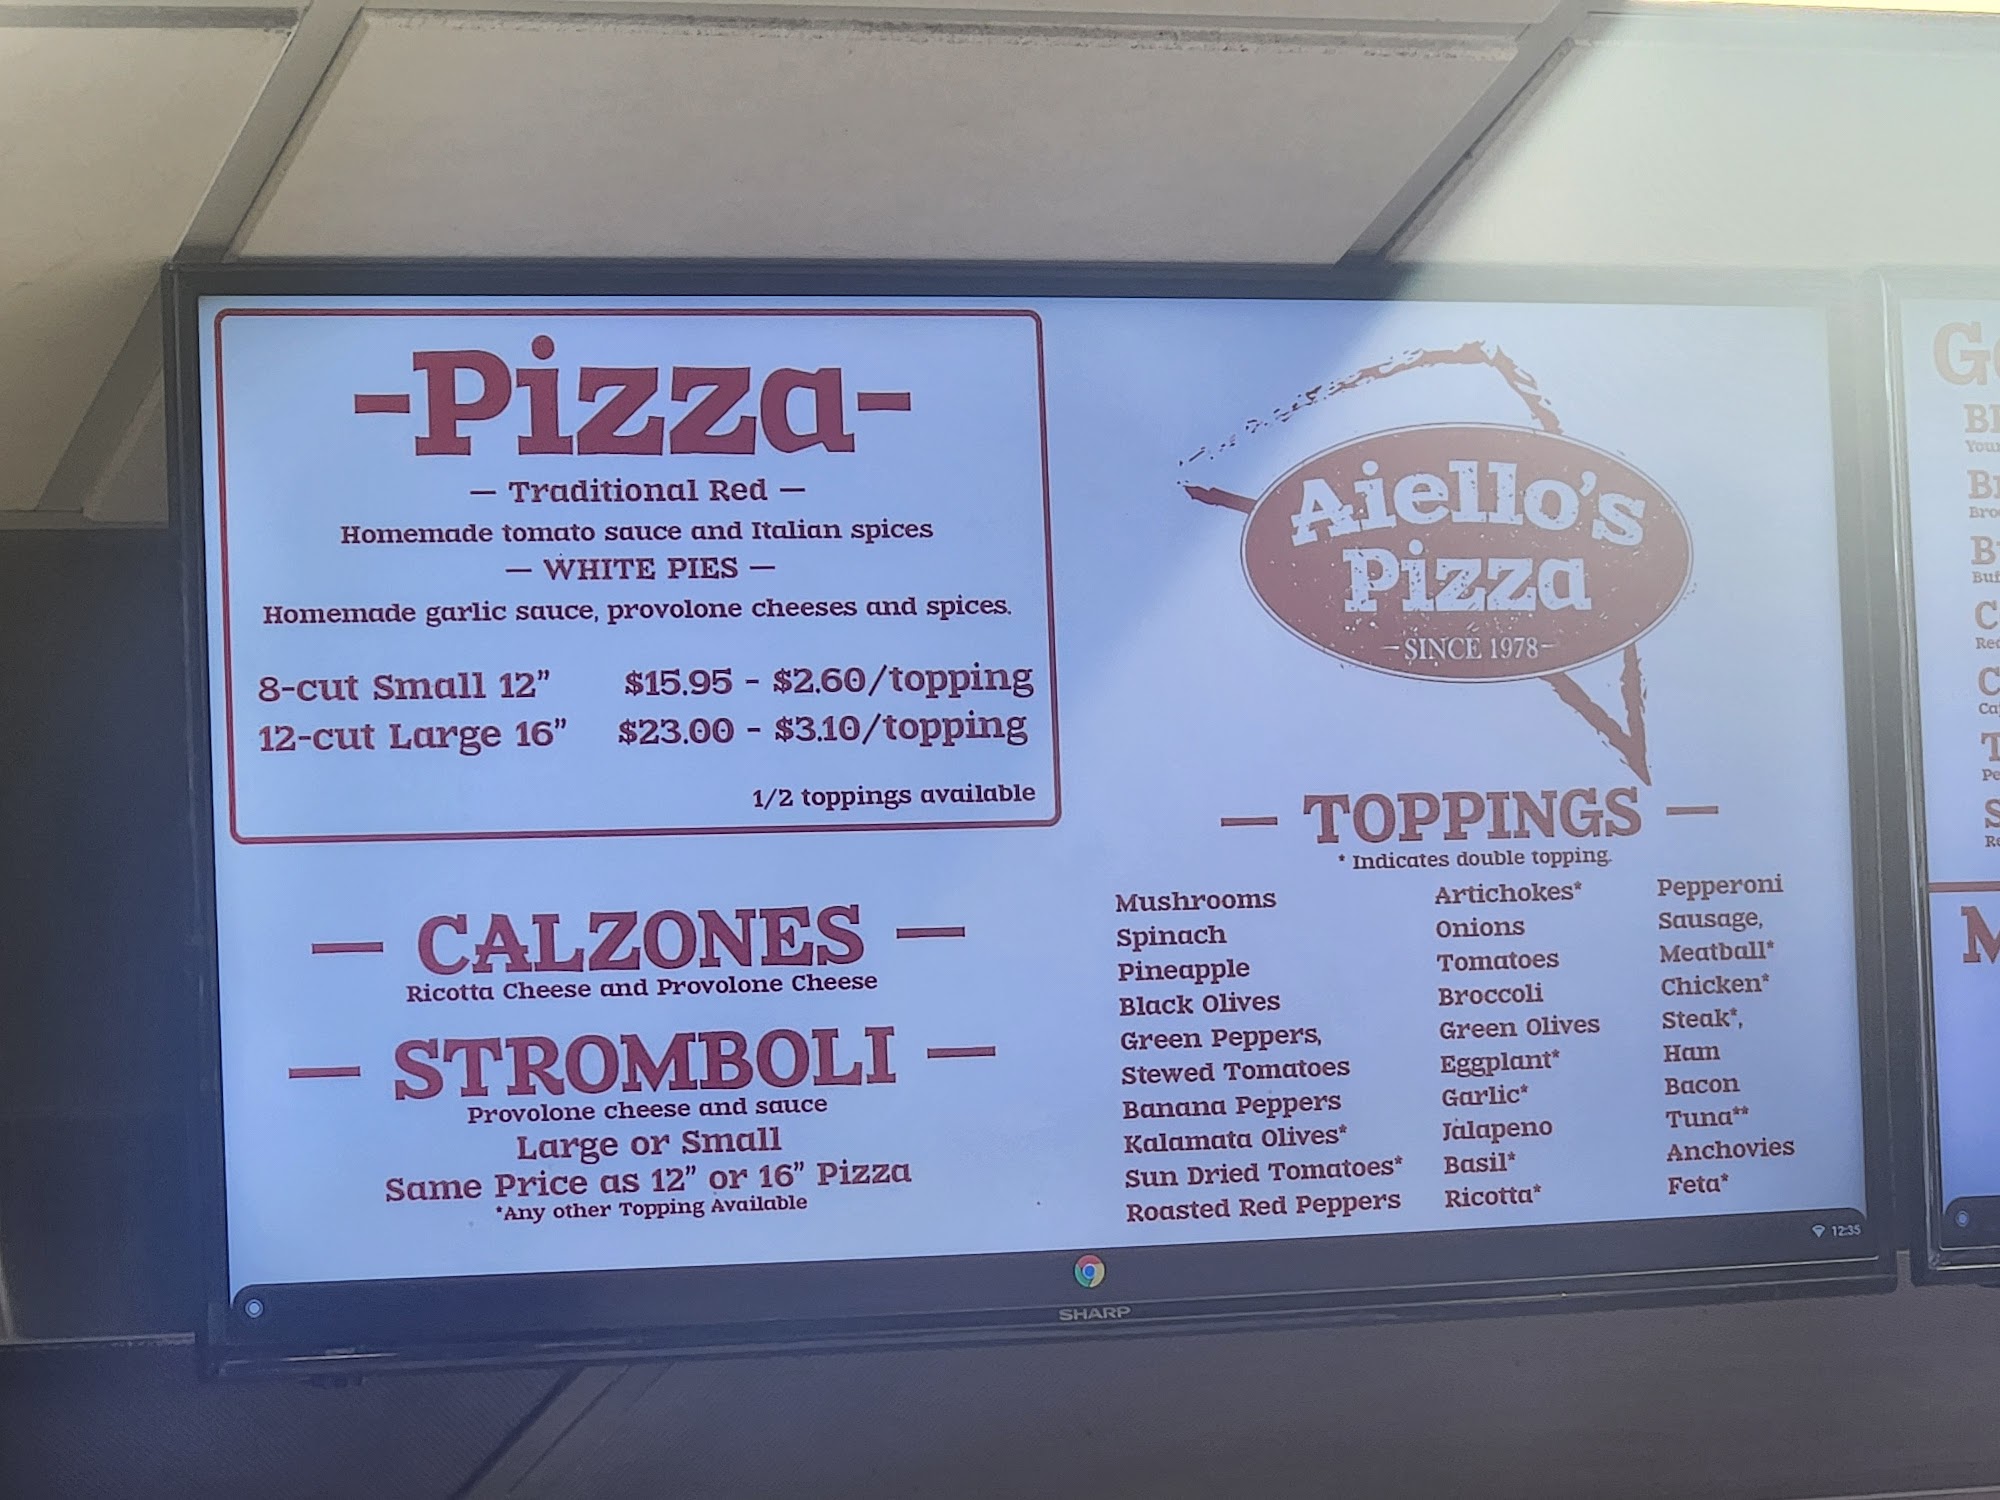 -Pizza-
— Traditional Red —
Homemade tomato sauce and Italian spices
— WHITE PIES —
Homemade garlic sauce, provolone cheeses and spices.
8-cut Small 12” $15.95 - $2.60/topping
12-cut Large 16” $23.00 - $3.10/topping
1/2 toppings available
— CALZONES —
Ricotta Cheese and Provolone Cheese
— STROMBOLI —
Provolone cheese and sauce
Large or Small
Same Price as 12” or 16” Pizza
*Any other Topping Available
Aiello’s
Pizza
-SINCE 1978-
— TOPPINGS —
* Indicates double topping.
Mushrooms
Spinach
Pineapple
Black Olives
Green Peppers,
Stewed Tomatoes
Banana Peppers
Kalamata Olives*
Sun Dried Tomatoes*
Roasted Red Peppers
Artichokes*
Onions
Tomatoes
Broccoli
Green Olives
Eggplant*
Garlic*
Jalapeno
Basil*
Ricotta*
Pepperoni
Sausage,
Meatball*
Chicken*
Steak*,
Ham
Bacon
Tuna**
Anchovies
Feta*
12:35
SHARP